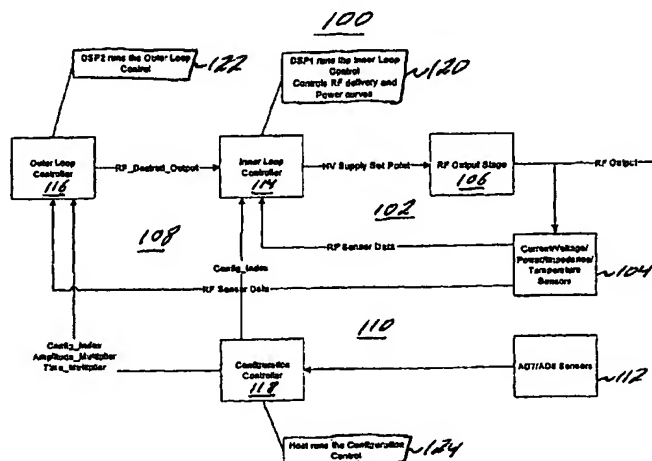 100
DSP2 runs the Outer Loop
Control
122
DSP1 runs the Inner Loop
Control
Controls RF delivery and
Power curves
120
Outer Loop
Controller
116
RF_Desired_Output
Inner Loop
Controller
114
HV Supply Set Point
RF Output Stage
106
RF Output
102
108
RF Sensor Data
Config_Index
RF Sensor Data
Current/Voltage/
Power/Impedance/
Temperature
Sensors
104
110
Config_Index
Amplitude_Multiplier
Time_Multiplier
Configuration
Controller
118
112
Host runs the Configuration
Control
124